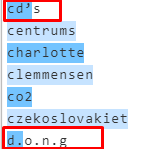 cd's
centrums
charlotte
clemmensen
co2
czekoslovakiet
d.o.n.g